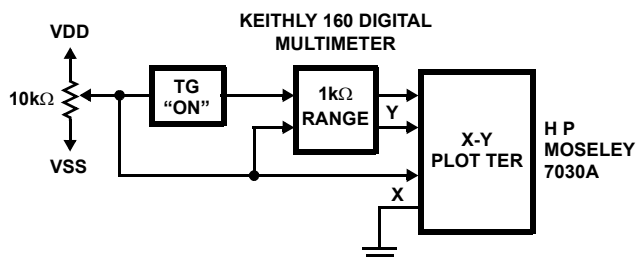 KEITHLY 160 DIGITAL
MULTIMETER
VDD
10kΩ
VSS
TG
“ON”
1kΩ
RANGE
Y
X
X-Y
PLOT TER
H P
MOSELEY
7030A